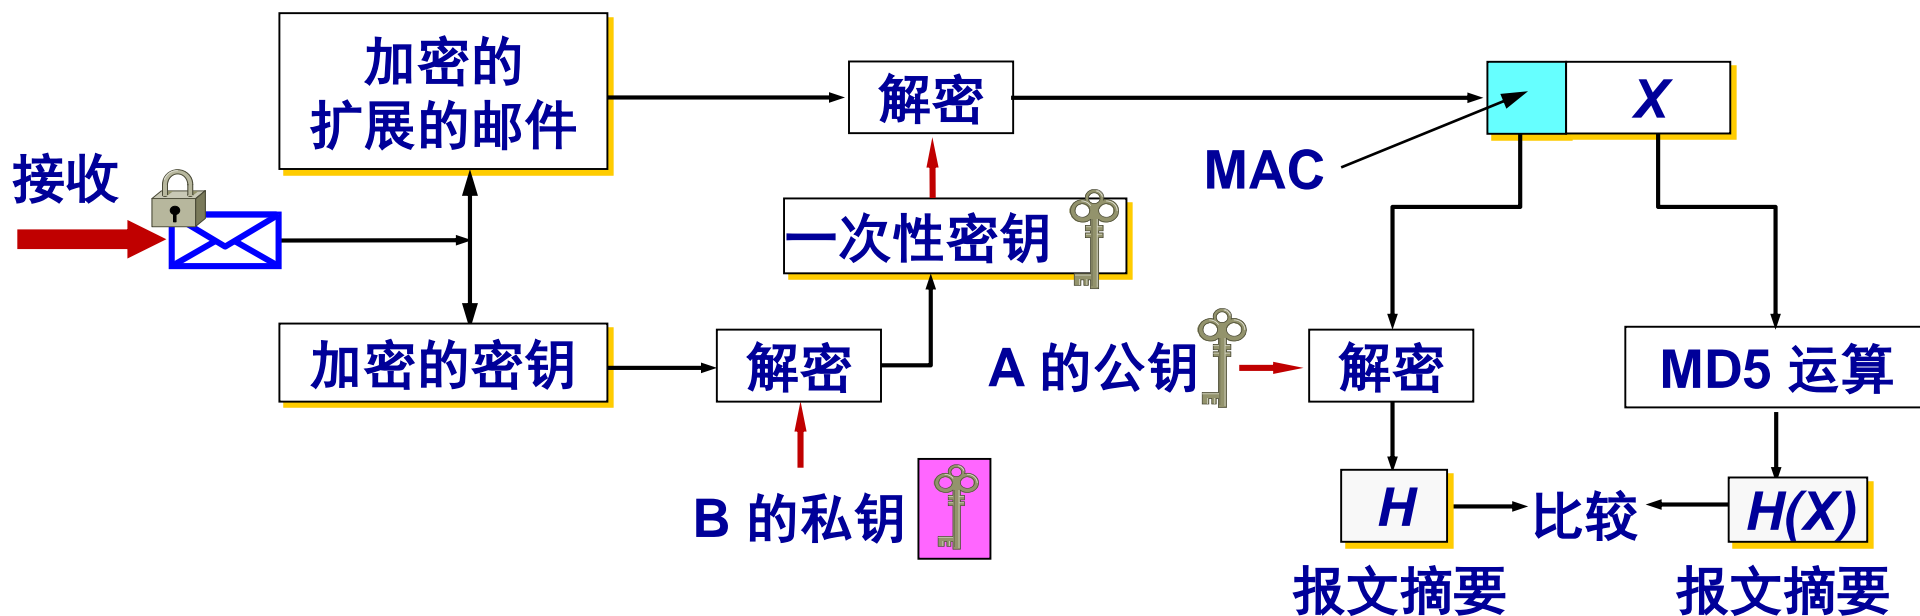 加密的
扩展的邮件
解密
X
接收
MAC
一次性密钥
加密的密钥
解密
A 的公钥
解密
MD5 运算
B 的私钥
H
比较
H(X)
报文摘要
报文摘要